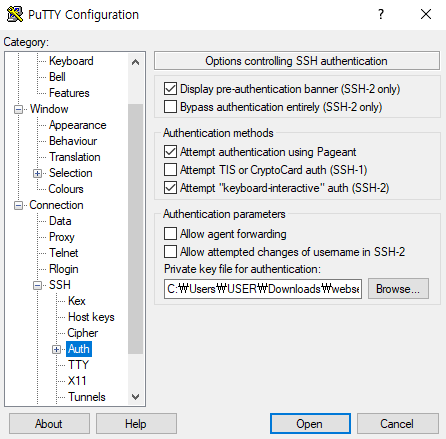 PuTTY Configuration
?
Category:
Keyboard
Bell
Features
Window
Appearance
Behaviour
Translation
Selection
Colours
Connection
Data
Proxy
Telnet
Rlogin
SSH
Kex
Host keys
Cipher
Auth
TTY
X11
Tunnels
Options controlling SSH authentication
Display pre-authentication banner (SSH-2 only)
Bypass authentication entirely (SSH-2 only)
Authentication methods
Attempt authentication using Pageant
Attempt TIS or CryptoCard auth (SSH-1)
Attempt "keyboard-interactive" auth (SSH-2)
Authentication parameters
Allow agent forwarding
Allow attempted changes of username in SSH-2
Private key file for authentication:
C:₩Users₩USER₩Downloads₩webse Browse...
About Help Open Cancel